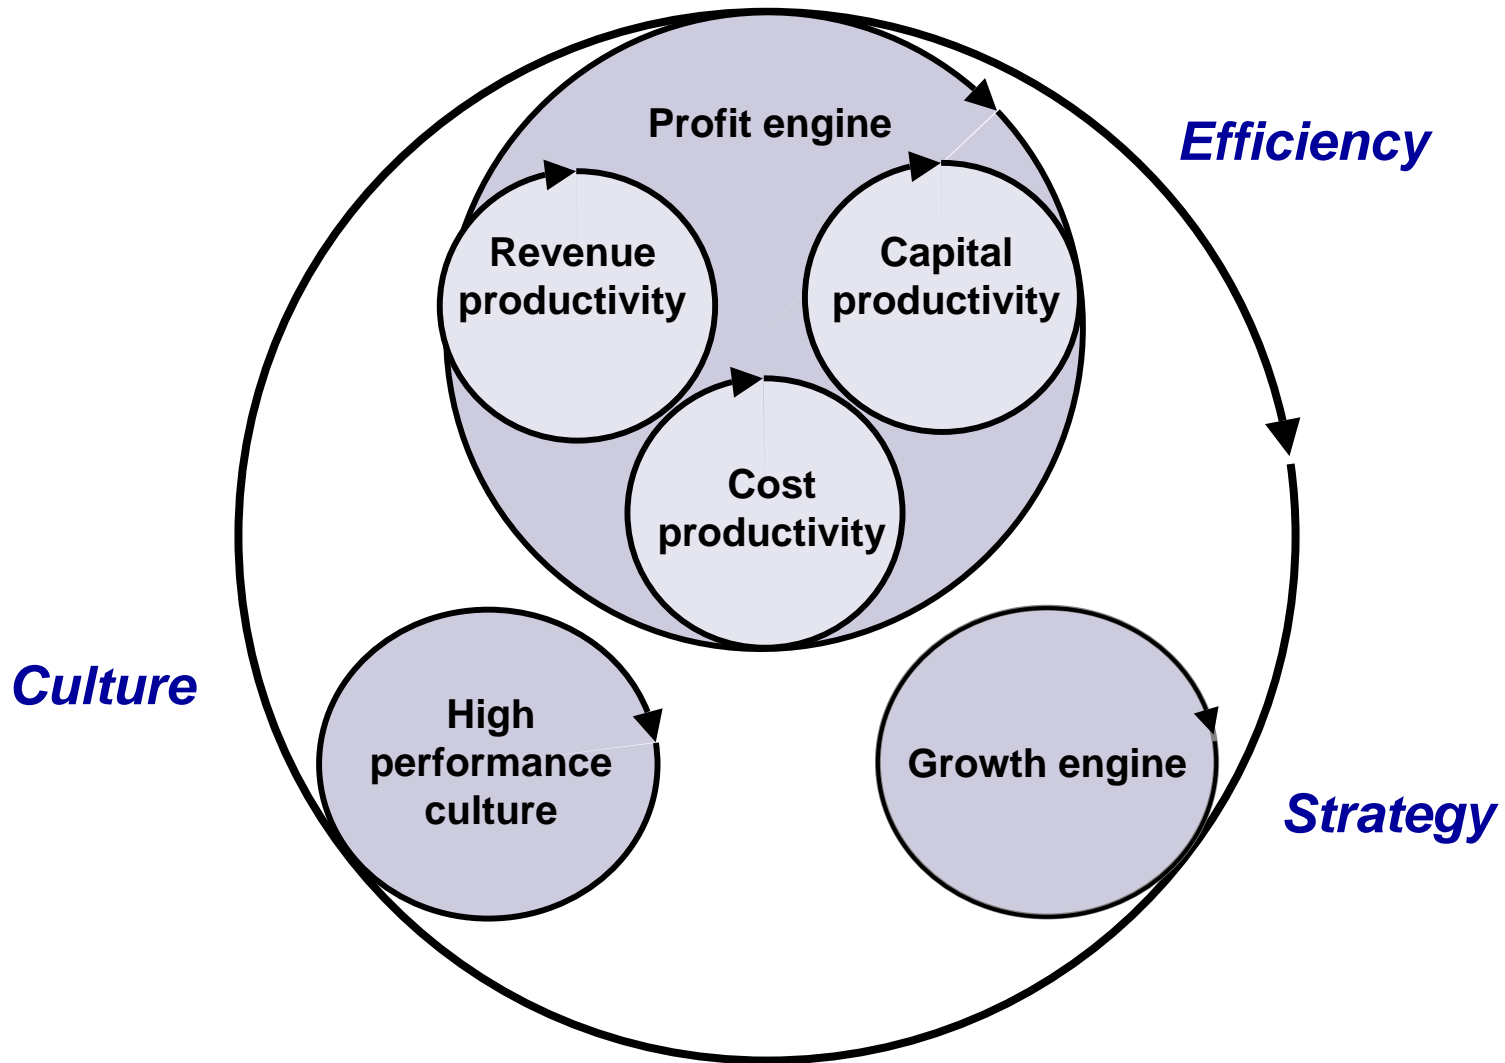 Profit engine
Efficiency
Revenue
productivity
Capital
productivity
Cost
productivity
Culture
High
performance
culture
Growth engine
Strategy